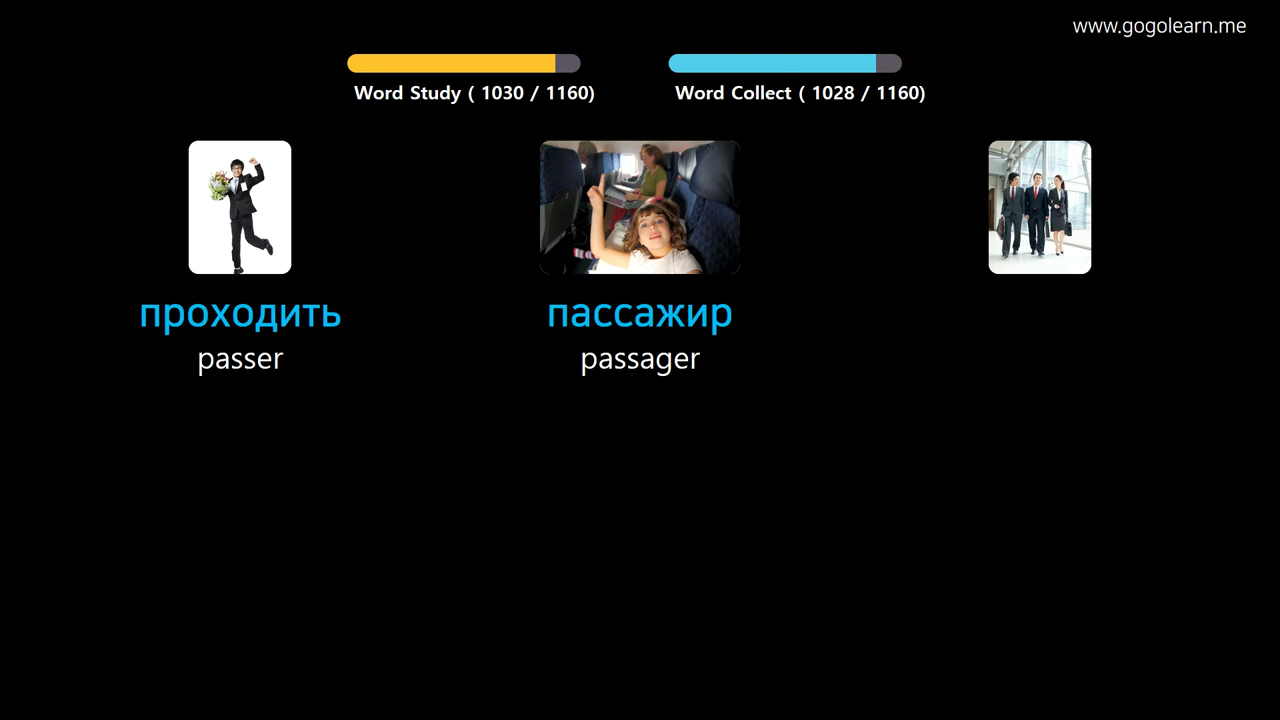 www.gogolearn.me
Word Study ( 1030 / 1160)
Word Collect ( 1028 / 1160)
проходить
passer
пассажир
passager